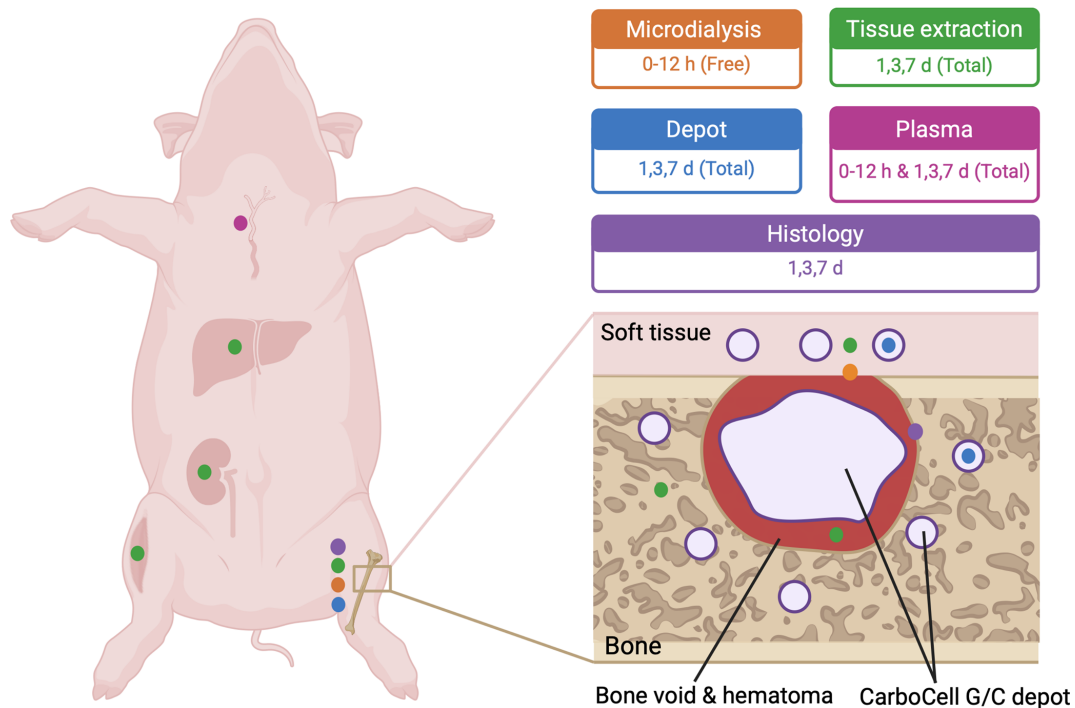 Microdialysis
0-12 h (Free)
Tissue extraction
1,3,7 d (Total)
Depot
1,3,7 d (Total)
Plasma
0-12 h & 1,3,7 d (Total)
Histology
1,3,7 d
Soft tissue
Bone
Bone void & hematoma
CarboCell G/C depot